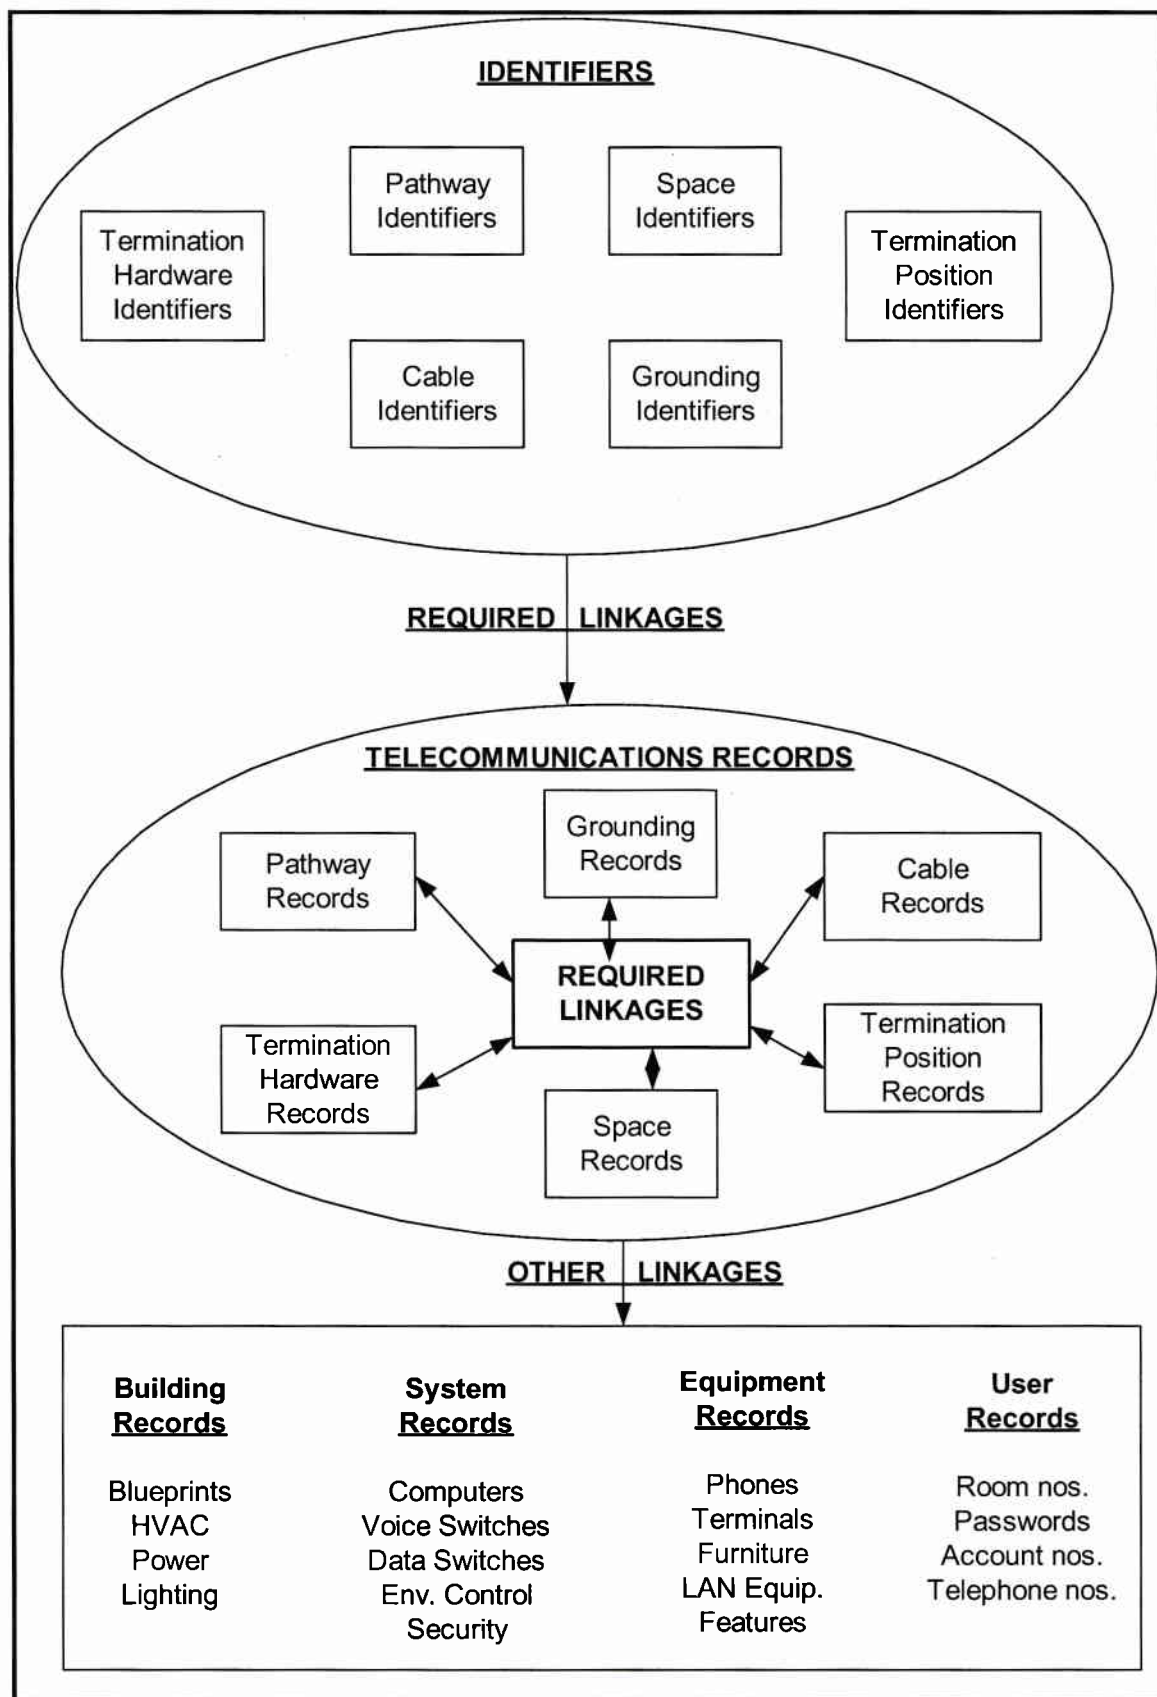 IDENTIFIERS
Pathway
Identifiers
Space
Identifiers
Termination
Hardware
Identifiers
Termination
Position
Identifiers
Cable
Identifiers
Grounding
Identifiers
REQUIRED LINKAGES
TELECOMMUNICATIONS RECORDS
Grounding
Records
Pathway
Records
Cable
Records
REQUIRED
LINKAGES
Termination
Hardware
Records
Termination
Position
Records
Space
Records
OTHER LINKAGES
Building
Records
Blueprints
HVAC
Power
Lighting
System
Records
Computers
Voice Switches
Data Switches
Env. Control
Security
Equipment
Records
Phones
Terminals
Furniture
LAN Equip.
Features
User
Records
Room nos.
Passwords
Account nos.
Telephone nos.